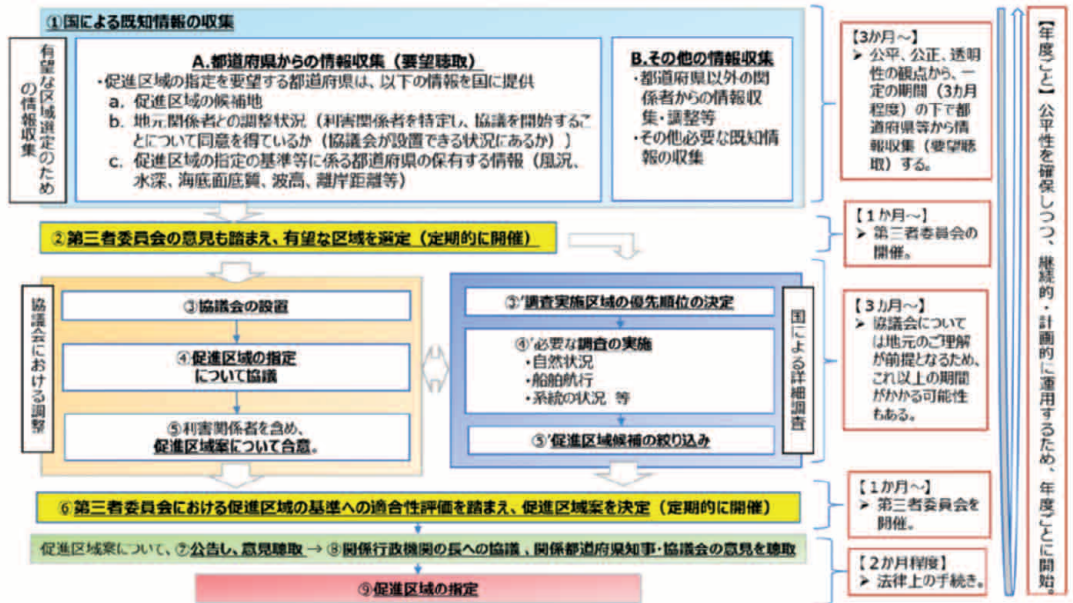 ①国による既知情報の収集
有望な区域選定のため
の情報収集
A.都道府県からの情報収集（要望聴取）
・促進区域の指定を要望する都道府県は、以下の情報を国に提供
a. 促進区域の候補地
b. 地元関係者との調整状況（利害関係者を特定し、協議を開始するこ
とについて同意を得ているか（協議会が設置できる状況にあるか））
c. 促進区域の指定の基準等に係る都道府県の保有する情報（風況、
水深、海底面底質、波高、離岸距離等）
B.その他の情報収集
・都道府県以外の関
係者からの情報収
集・調整等
・その他必要な既知情
報の収集
【3か月～】
➢ 公平、公正、透明
性の観点から、一
定の期間（3カ月
程度）の下で都
道府県等から情
報収集（要望聴
取）する。
②第三者委員会の意見も踏まえ、有望な区域を選定（定期的に開催）
【１か月～】
➢ 第三者委員会の
開催。
協議会における調整
③協議会の設置
④促進区域の指定
について協議
⑤利害関係者を含め、
促進区域案について合意。
③’調査実施区域の優先順位の決定
④’必要な調査の実施
・自然状況
・船舶航行
・系統の状況 等
⑤’促進区域候補の絞り込み
国による詳細調査
【３カ月～】
➢ 協議会について
は地元のご理解
が前提となるため、
これ以上の期間
がかかる可能性
もある。
⑥第三者委員会における促進区域の基準への適合性評価を踏まえ、促進区域案を決定（定期的に開催）
【１か月～】
➢ 第三者委員会を
開催。
促進区域案について、⑦公告し、意見聴取 → ⑧関係行政機関の長への協議、関係都道府県知事・協議会の意見を聴取
⑨促進区域の指定
【２か月程度】
➢ 法律上の手続き。
【年度ごと】公平性を確保しつつ、継続的・計画的に運用するため、年度ごとに開始。